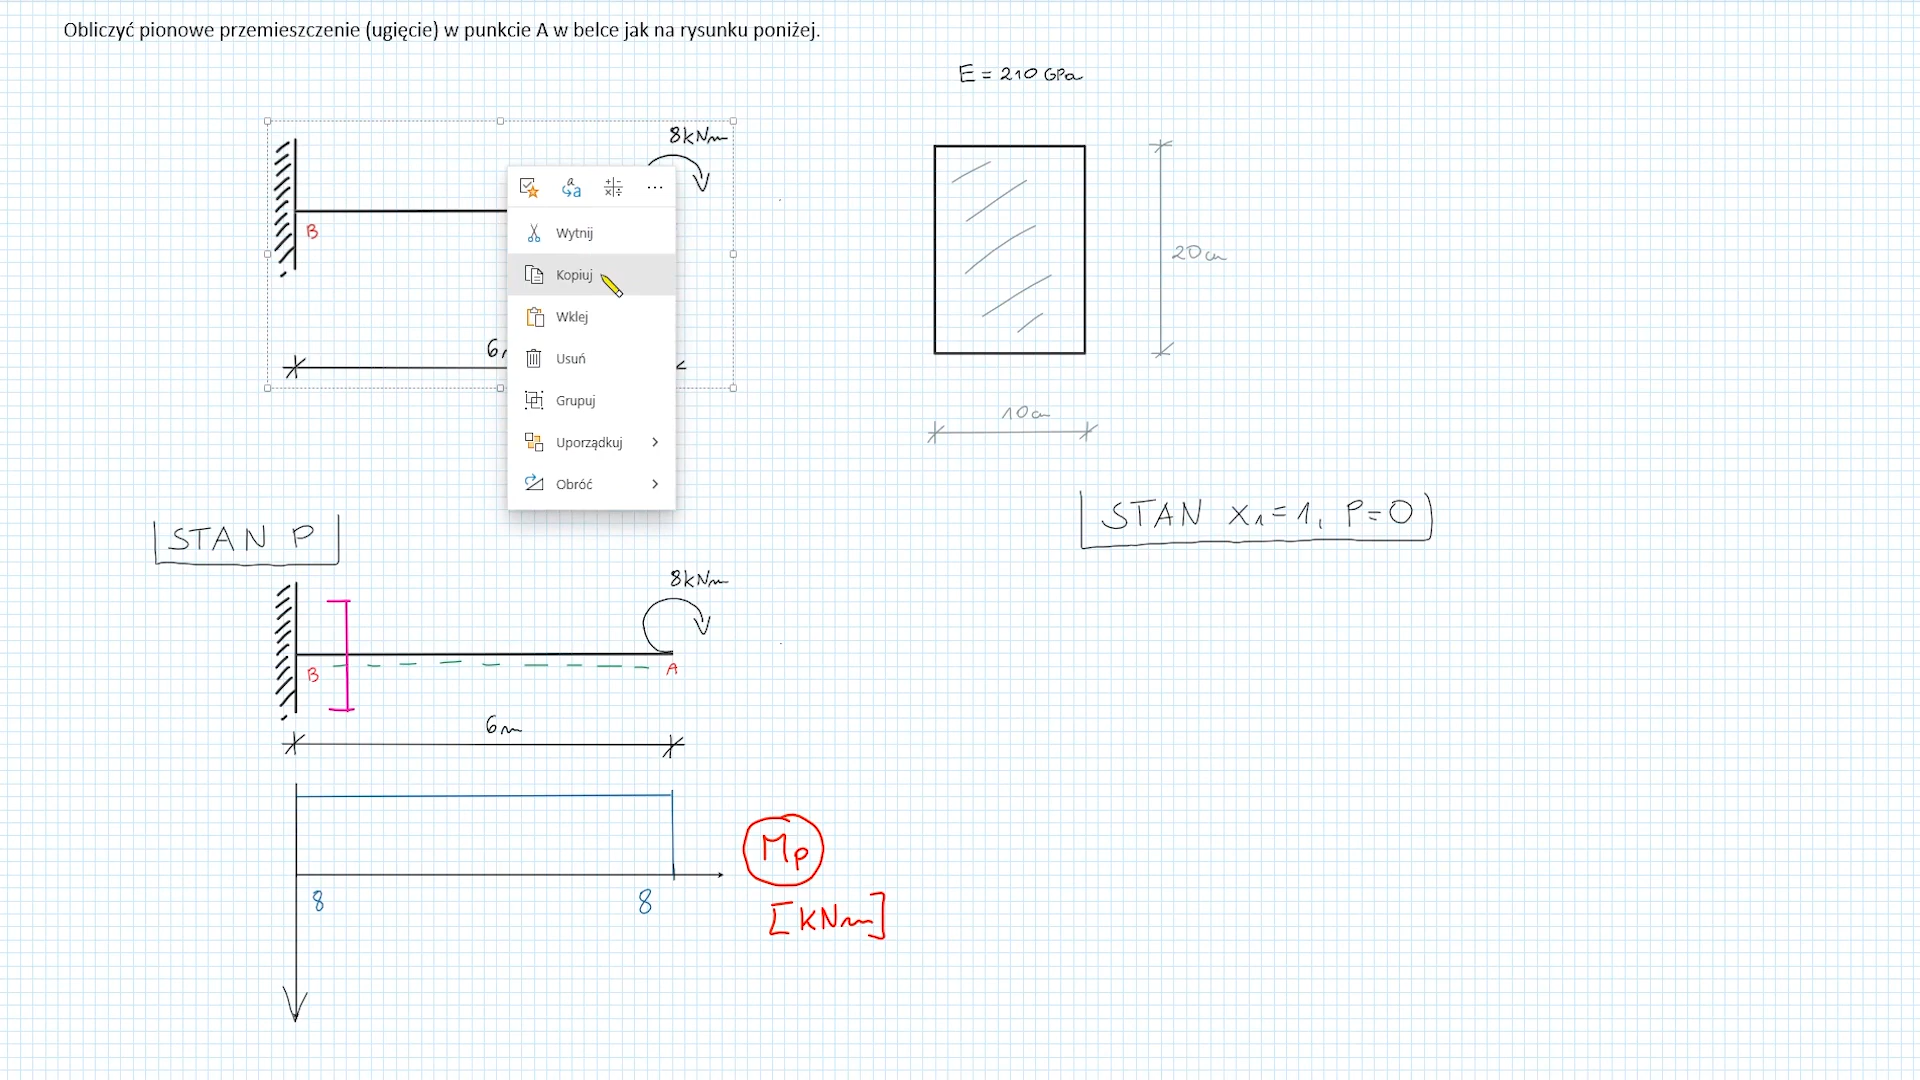 Obliczyć pionowe przemieszczenie (ugięcie) w punkcie A w belce jak na rysunku poniżej.
E = 210 GPa
8kNm
B
Wytnij
Kopiuj
Wklej
Usuń
Grupuj
Uporządkuj
Obróć
20cm
10cm
STAN P
STAN X1=1, P=0
8kNm
B
A
6m
8
8
Mp
[kNm]